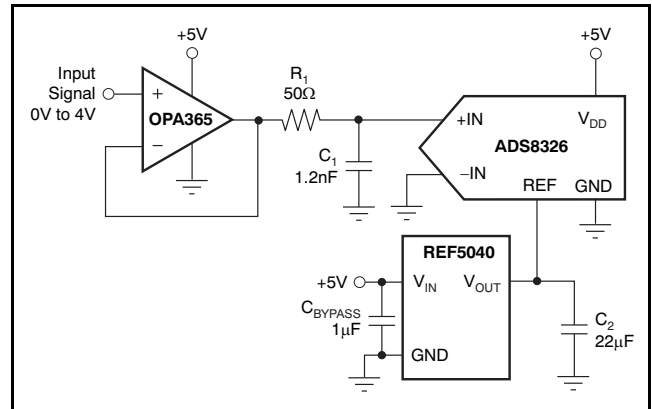 +5V
Input
Signal
0V to 4V
+
OPA365
−
R1
50Ω
C1
1.2nF
+5V
+IN
VDD
ADS8326
−IN
REF
GND
REF5040
+5V
VIN
VOUT
CBYPASS
1μF
GND
C2
22μF